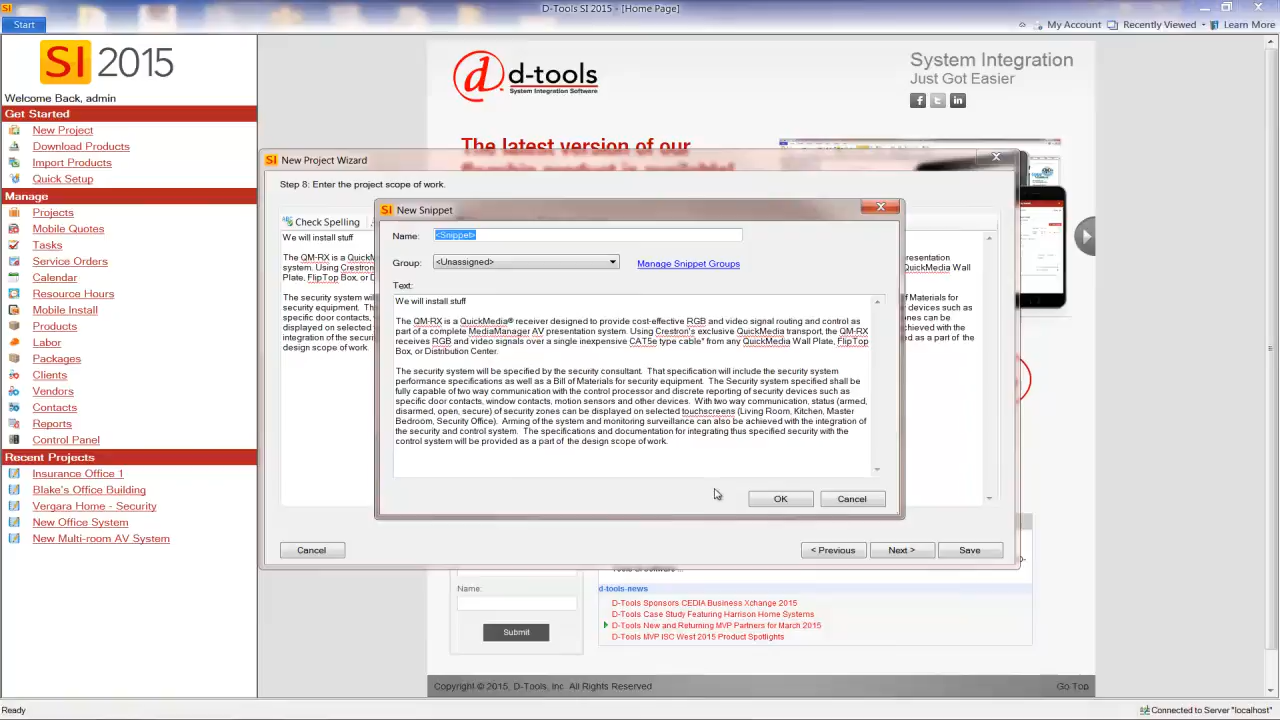 D-Tools SI 2015 - [Home Page]
Start
My Account
Recently Viewed
Learn More
SI 2015
Welcome Back, admin
Get Started
New Project
Download Products
Import Products
Quick Setup
Manage
Projects
Mobile Quotes
Tasks
Service Orders
Calendar
Resource Hours
Mobile Install
Products
Labor
Packages
Clients
Vendors
Contacts
Reports
Control Panel
Recent Projects
Insurance Office 1
Blake's Office Building
Vergara Home - Security
New Office System
New Multi-room AV System
d-tools
System Integration Software
System Integration
Just Got Easier
The latest version of our
New Project Wizard
Step 8: Enter the project scope of work.
Check Spelling
We will install stuff
New Snippet
Name:
<Snippet>
Group:
<Unassigned>
Manage Snippet Groups
Text:
We will install stuff
The QM-RX is a QuickMedia® receiver designed to provide cost-effective RGB and video signal routing and control as
part of a complete MediaManager AV presentation system. Using Crestron's exclusive QuickMedia transport, the QM-RX
receives RGB and video signals over a single inexpensive CAT5e type cable* from any QuickMedia Wall Plate, FlipTop
Box, or Distribution Center.
The security system will be specified by the security consultant. That specification will include the security system
performance specifications as well as a Bill of Materials for security equipment. The Security system specified shall be
fully capable of two way communication with the control processor and discrete reporting of security devices such as
specific door contacts, window contacts, motion sensors and other devices. With two way communication, status (armed,
disarmed, open, secure) of security zones can be displayed on selected touchscreens (Living Room, Kitchen, Master
Bedroom, Security Office). Arming of the system and monitoring surveillance can also be achieved with the integration of
the security and control system. The specifications and documentation for integrating thus specified security with the
control system will be provided as a part of the design scope of work.
OK
Cancel
Cancel
< Previous
Next >
Save
Name:
Submit
d-tools-news
D-Tools Sponsors CEDIA Business Xchange 2015
D-Tools Case Study Featuring Harrison Home Systems
D-Tools New and Returning MVP Partners for March 2015
D-Tools MVP ISC West 2015 Product Spotlights
Copyright © 2015, D-Tools, Inc. All Rights Reserved
Go Top
Ready
Connected to Server "localhost"